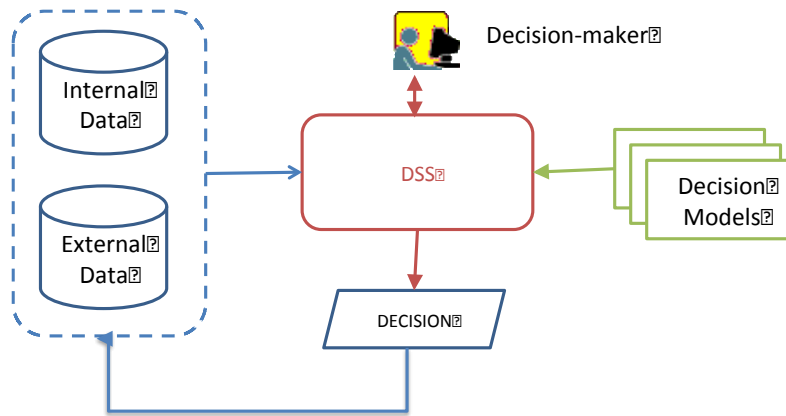 Decision-maker⍰
Internal⍰
Data⍰
External⍰
Data⍰
DSS⍰
Decision⍰
Models⍰
DECISION⍰